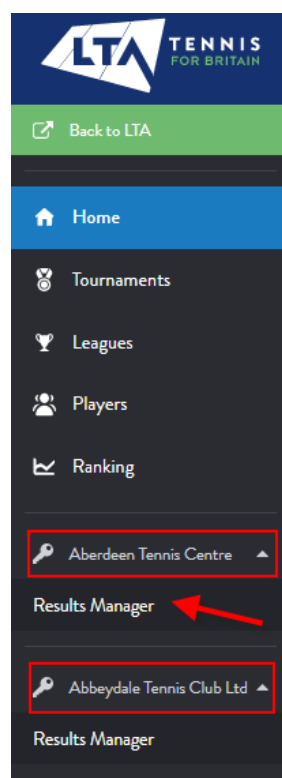 LTA TENNIS
FOR BRITAIN
Back to LTA
Home
Tournaments
Leagues
Players
Ranking
Aberdeen Tennis Centre
Results Manager
Abbeydale Tennis Club Ltd
Results Manager